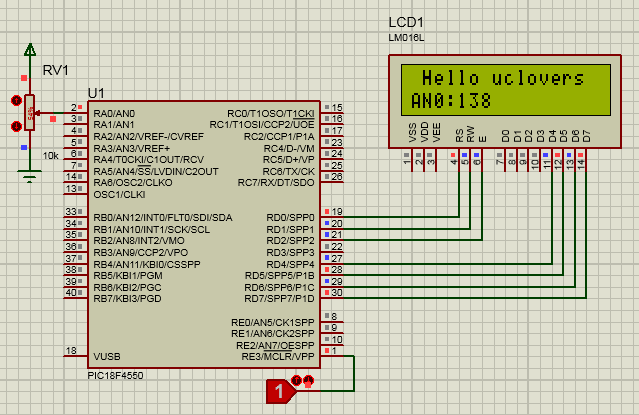 LCD1
LM016L
Hello uclovers
AN0:138
VSS
VDD
VEE
RS
RW
E
D0
D1
D2
D3
D4
D5
D6
D7
1
2
3
4
5
6
7
8
9
10
11
12
13
14
RV1
54%
10k
U1
2 RA0/AN0 RC0/T1OSO/T1CKI 15
3 RA1/AN1 RC1/T1OSI/CCP2/UOE 16
4 RA2/AN2/VREF-/CVREF RC2/CCP1/P1A 17
5 RA3/AN3/VREF+ RC4/D-/VM 23
6 RA4/T0CKI/C1OUT/RCV RC5/D+/VP 24
7 RA5/AN4/SS/LVDIN/C2OUT RC6/TX/CK 25
14 RA6/OSC2/CLKO RC7/RX/DT/SDO 26
13 OSC1/CLKI
33 RB0/AN12/INT0/FLT0/SDI/SDA RD0/SPP0 19
34 RB1/AN10/INT1/SCK/SCL RD1/SPP1 20
35 RB2/AN8/INT2/VMO RD2/SPP2 21
36 RB3/AN9/CCP2/VPO RD3/SPP3 22
37 RB4/AN11/KBI0/CSSPP RD4/SPP4 27
38 RB5/KBI1/PGM RD5/SPP5/P1B 28
39 RB6/KBI2/PGC RD6/SPP6/P1C 29
40 RB7/KBI3/PGD RD7/SPP7/P1D 30
RE0/AN5/CK1SPP 8
RE1/AN6/CK2SPP 9
RE2/AN7/OESPP 10
18 VUSB RE3/MCLR/VPP 1
PIC18F4550
1